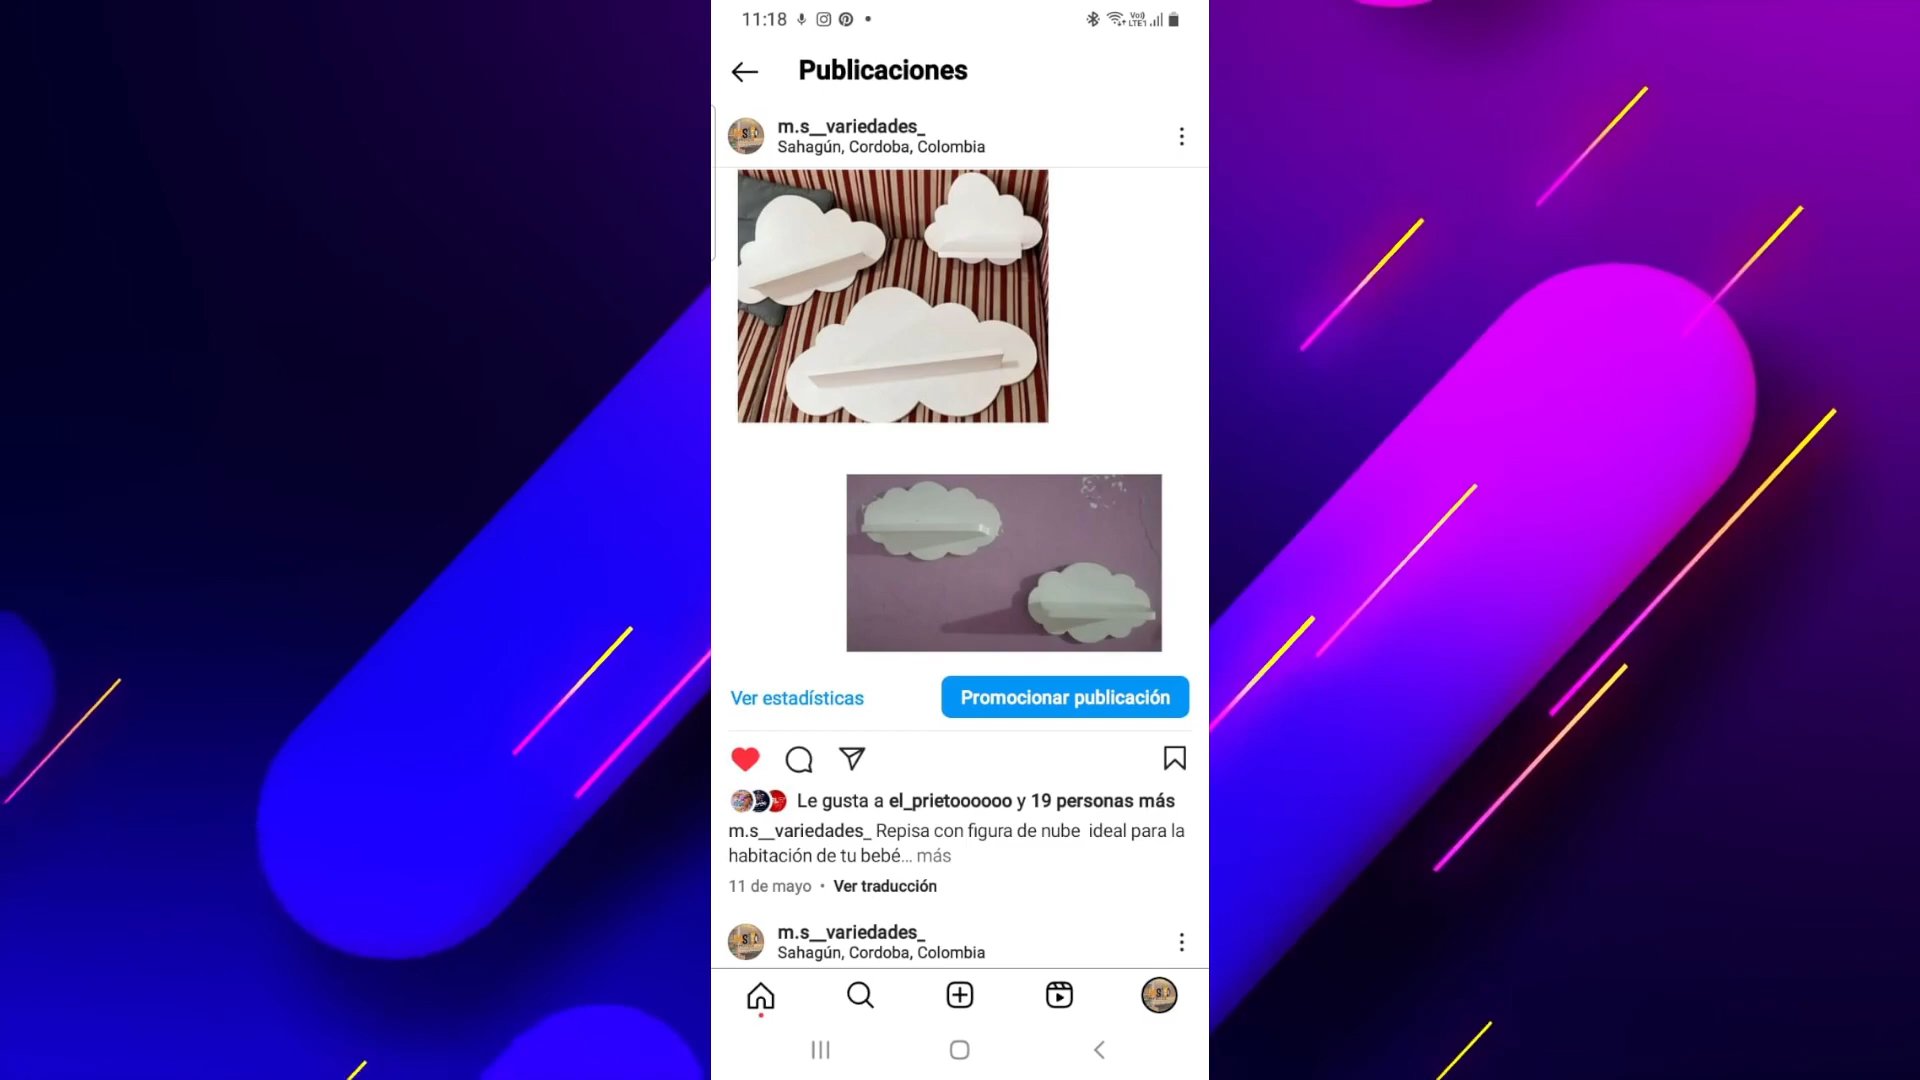 11:18
Vo))
LTE1
Publicaciones
m.s__variedades_
Sahagún, Cordoba, Colombia
Ver estadísticas
Promocionar publicación
Le gusta a el_prietoooooo y 19 personas más
m.s__variedades_ Repisa con figura de nube ideal para la
habitación de tu bebé... más
11 de mayo • Ver traducción
m.s__variedades_
Sahagún, Cordoba, Colombia